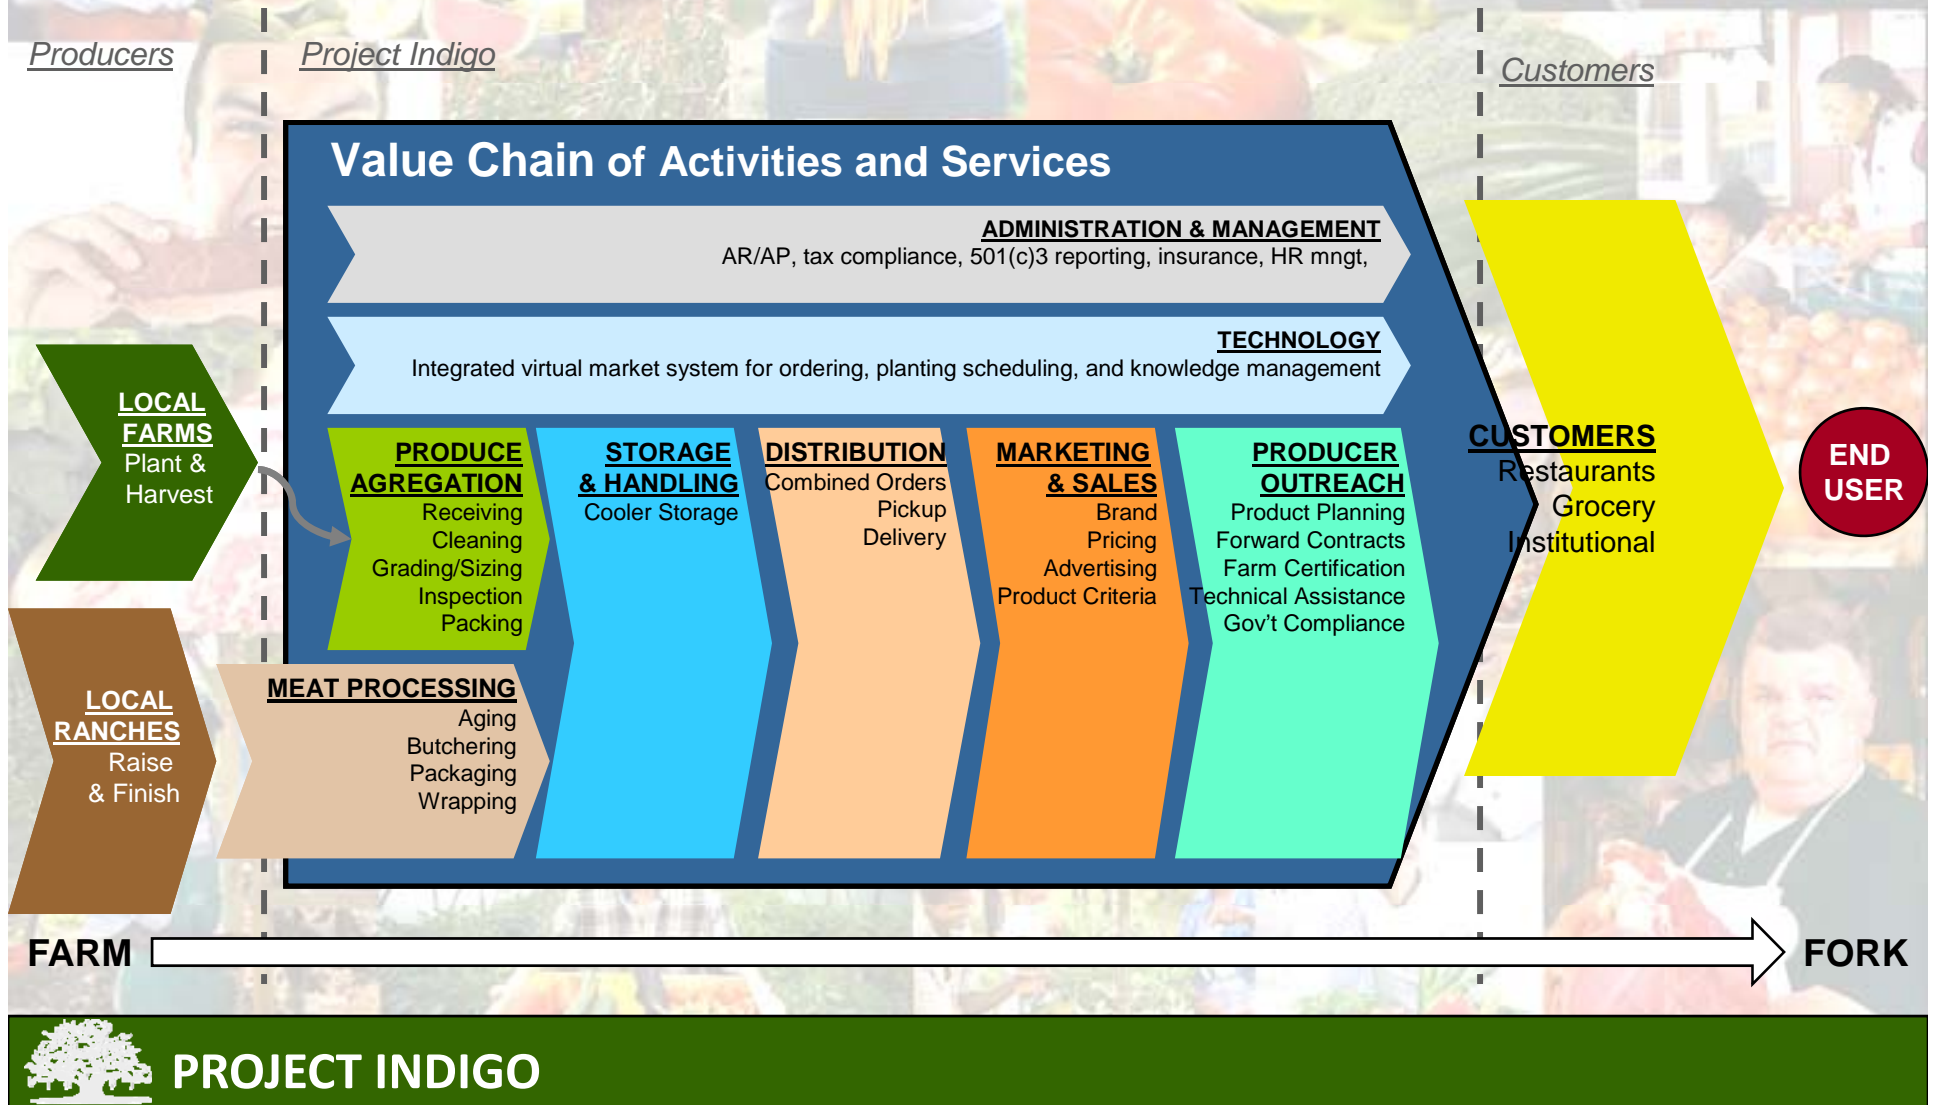 Producers
Project Indigo
Customers
Value Chain of Activities and Services
ADMINISTRATION & MANAGEMENT
AR/AP, tax compliance, 501(c)3 reporting, insurance, HR mngt,
TECHNOLOGY
Integrated virtual market system for ordering, planting scheduling, and knowledge management
LOCAL
FARMS
Plant &
Harvest
PRODUCE
AGREGATION
Receiving
Cleaning
Grading/Sizing
Inspection
Packing
STORAGE
& HANDLING
Cooler Storage
DISTRIBUTION
Combined Orders
Pickup
Delivery
MARKETING
& SALES
Brand
Pricing
Advertising
Product Criteria
PRODUCER
OUTREACH
Product Planning
Forward Contracts
Farm Certification
Technical Assistance
Gov’t Compliance
CUSTOMERS
Restaurants
Grocery
Institutional
END
USER
LOCAL
RANCHES
Raise
& Finish
MEAT PROCESSING
Aging
Butchering
Packaging
Wrapping
FARM
FORK
PROJECT INDIGO